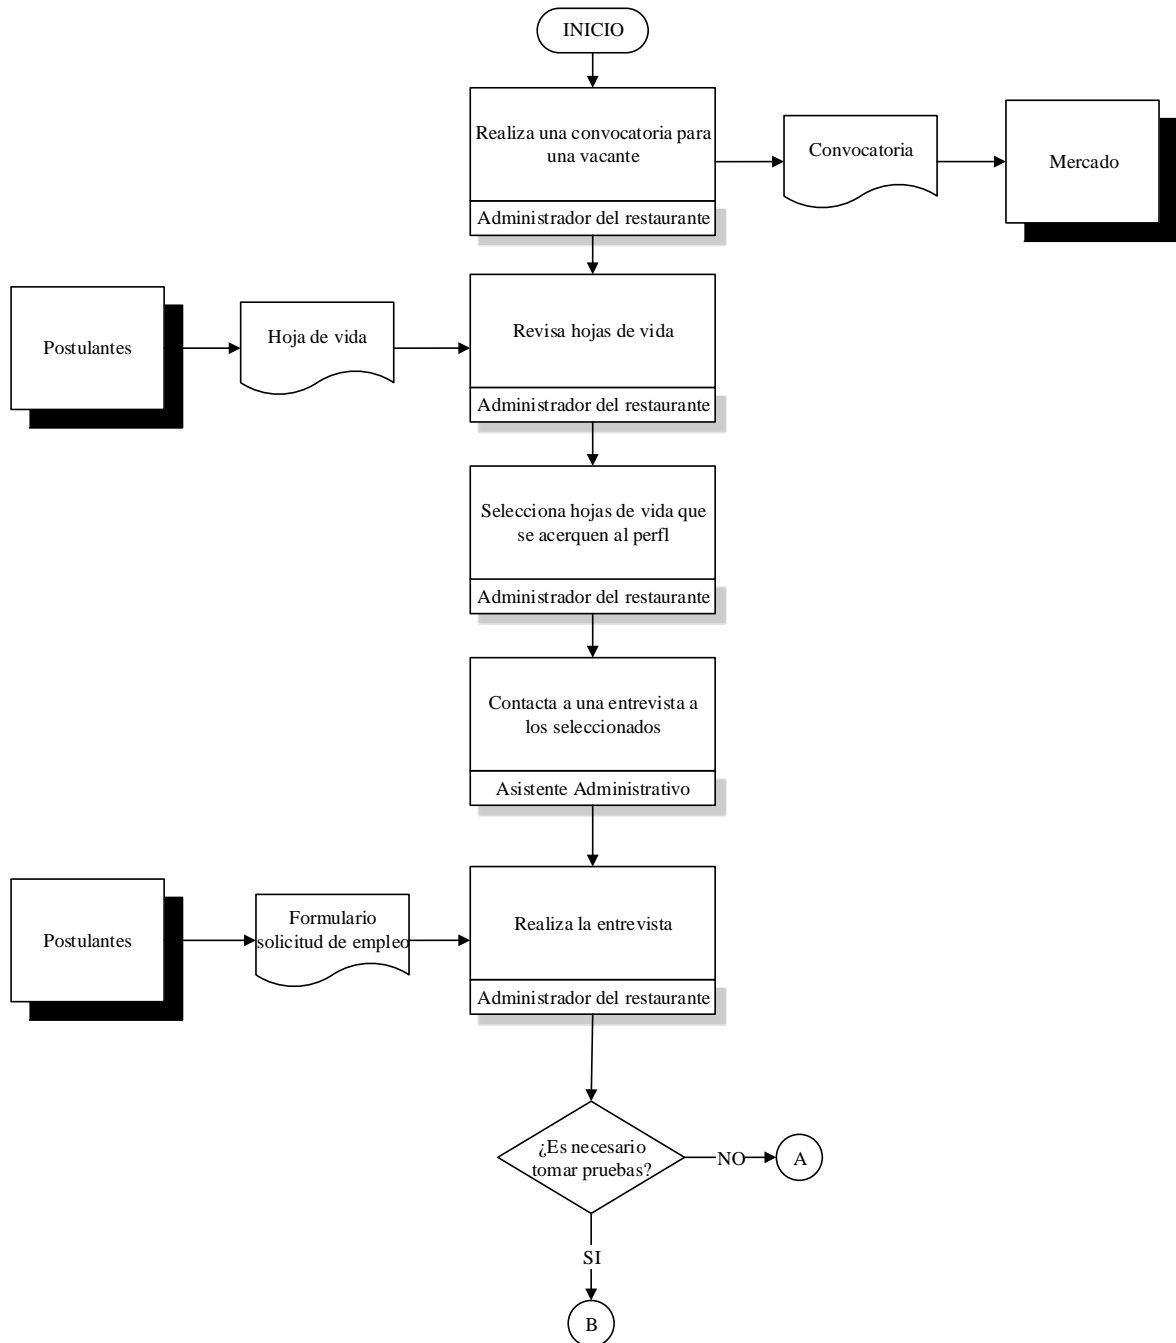 INICIO
Realiza una convocatoria para
una vacante
Administrador del restaurante
Convocatoria
Mercado
Postulantes
Hoja de vida
Revisa hojas de vida
Administrador del restaurante
Selecciona hojas de vida que
se acerquen al perfl
Administrador del restaurante
Contacta a una entrevista a
los seleccionados
Asistente Administrativo
Postulantes
Formulario
solicitud de empleo
Realiza la entrevista
Administrador del restaurante
¿Es necesario
tomar pruebas?
NO
A
SI
B